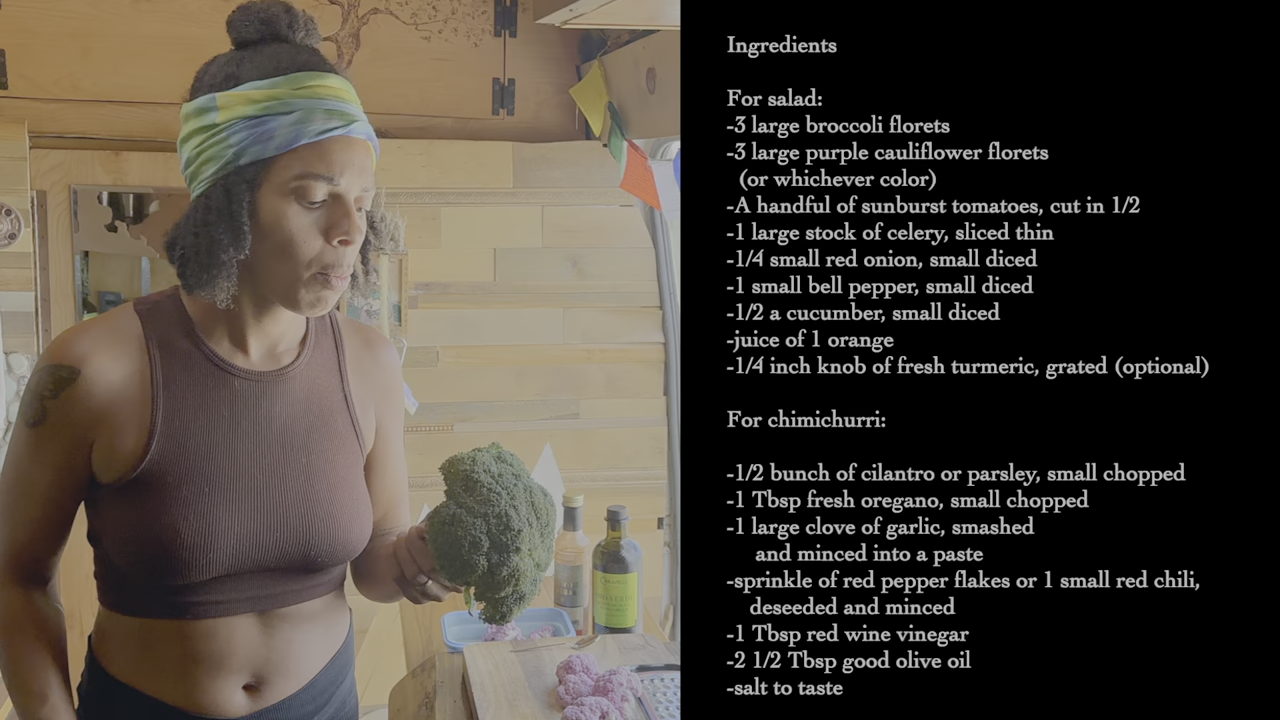 Ingredients
For salad:
-3 large broccoli florets
-3 large purple cauliflower florets
(or whichever color)
-A handful of sunburst tomatoes, cut in 1/2
-1 large stock of celery, sliced thin
-1/4 small red onion, small diced
-1 small bell pepper, small diced
-1/2 a cucumber, small diced
-juice of 1 orange
-1/4 inch knob of fresh turmeric, grated (optional)
For chimichurri:
-1/2 bunch of cilantro or parsley, small chopped
-1 Tbsp fresh oregano, small chopped
-1 large clove of garlic, smashed
and minced into a paste
-sprinkle of red pepper flakes or 1 small red chili,
deseeded and minced
-1 Tbsp red wine vinegar
-2 1/2 Tbsp good olive oil
-salt to taste